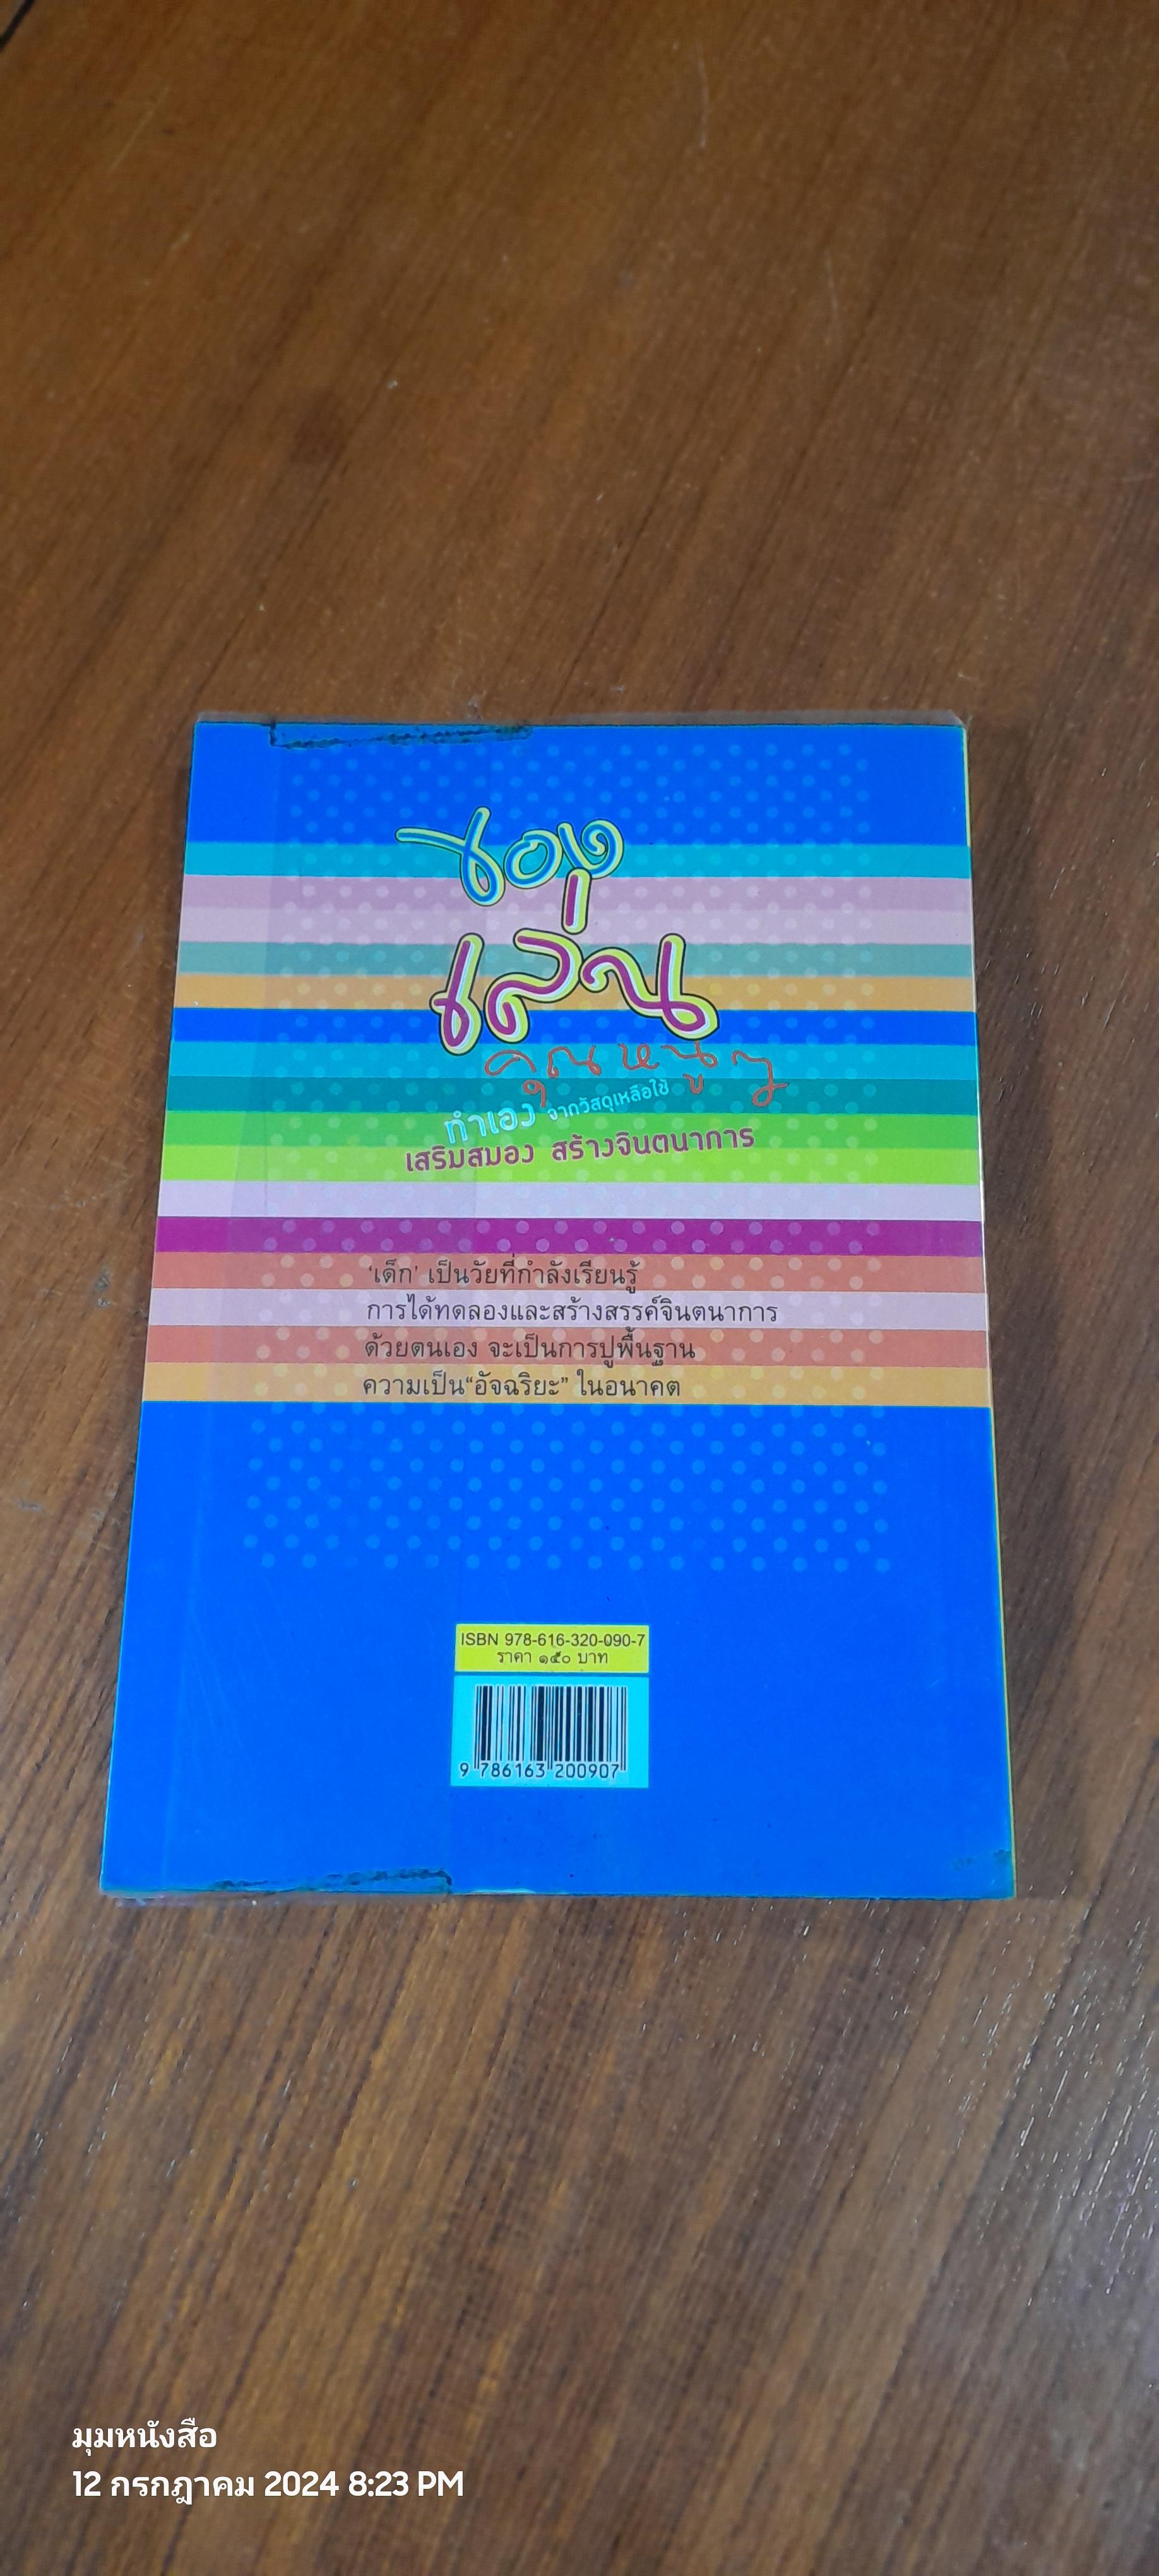 ของ
เล่น
คุณหนูๆ
ทำเอง จากวัสดุเหลือใช้
เสริมสมอง สร้างจินตนาการ
‘เด็ก’ เป็นวัยที่กำลังเรียนรู้
การได้ทดลองและสร้างสรรค์จินตนาการ
ด้วยตนเอง จะเป็นการปูพื้นฐาน
ความเป็น“อัจฉริยะ” ในอนาคต
ISBN 978-616-320-090-7
ราคา ๑๕๐ บาท
9 786163 200907
มุมหนังสือ
12 กรกฎาคม 2024 8:23 PM